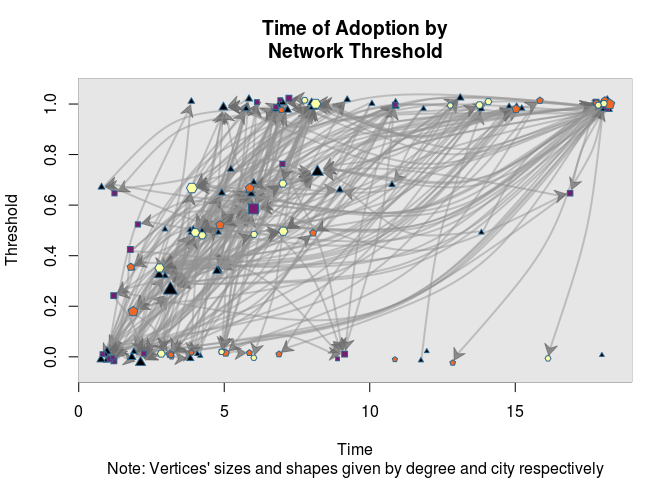 Time of Adoption by
Network Threshold
1.0
0.8
0.6
0.4
0.2
0.0
Threshold
0 5 10 15
Time
Note: Vertices' sizes and shapes given by degree and city respectively